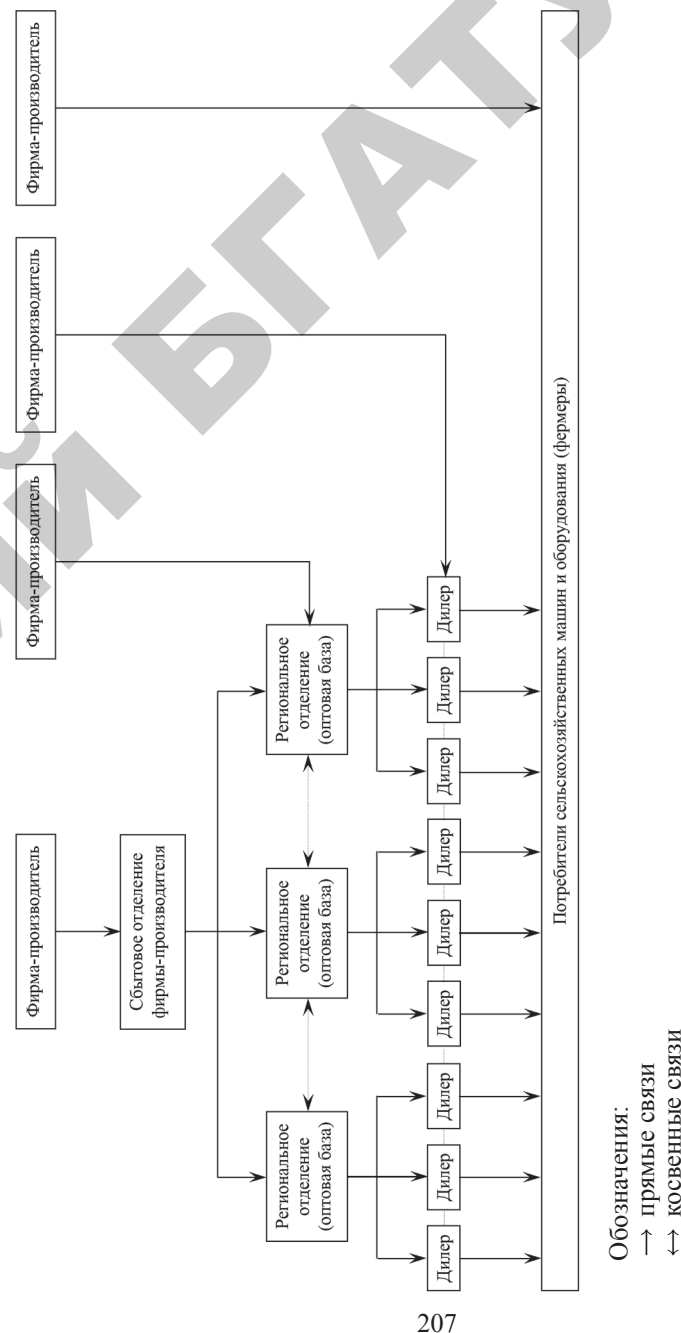 Фирма-производитель
Фирма-производитель
Фирма-производитель
Фирма-производитель
Сбытовое отделение
фирмы-производителя
Региональное
отделение
(оптовая база)
Региональное
отделение
(оптовая база)
Региональное
отделение
(оптовая база)
Дилер
Дилер
Дилер
Дилер
Дилер
Дилер
Дилер
Дилер
Дилер
Потребители сельскохозяйственных машин и оборудования (фермеры)
Обозначения:
→ прямые связи
↔ косвенные связи
207
БГАТУ